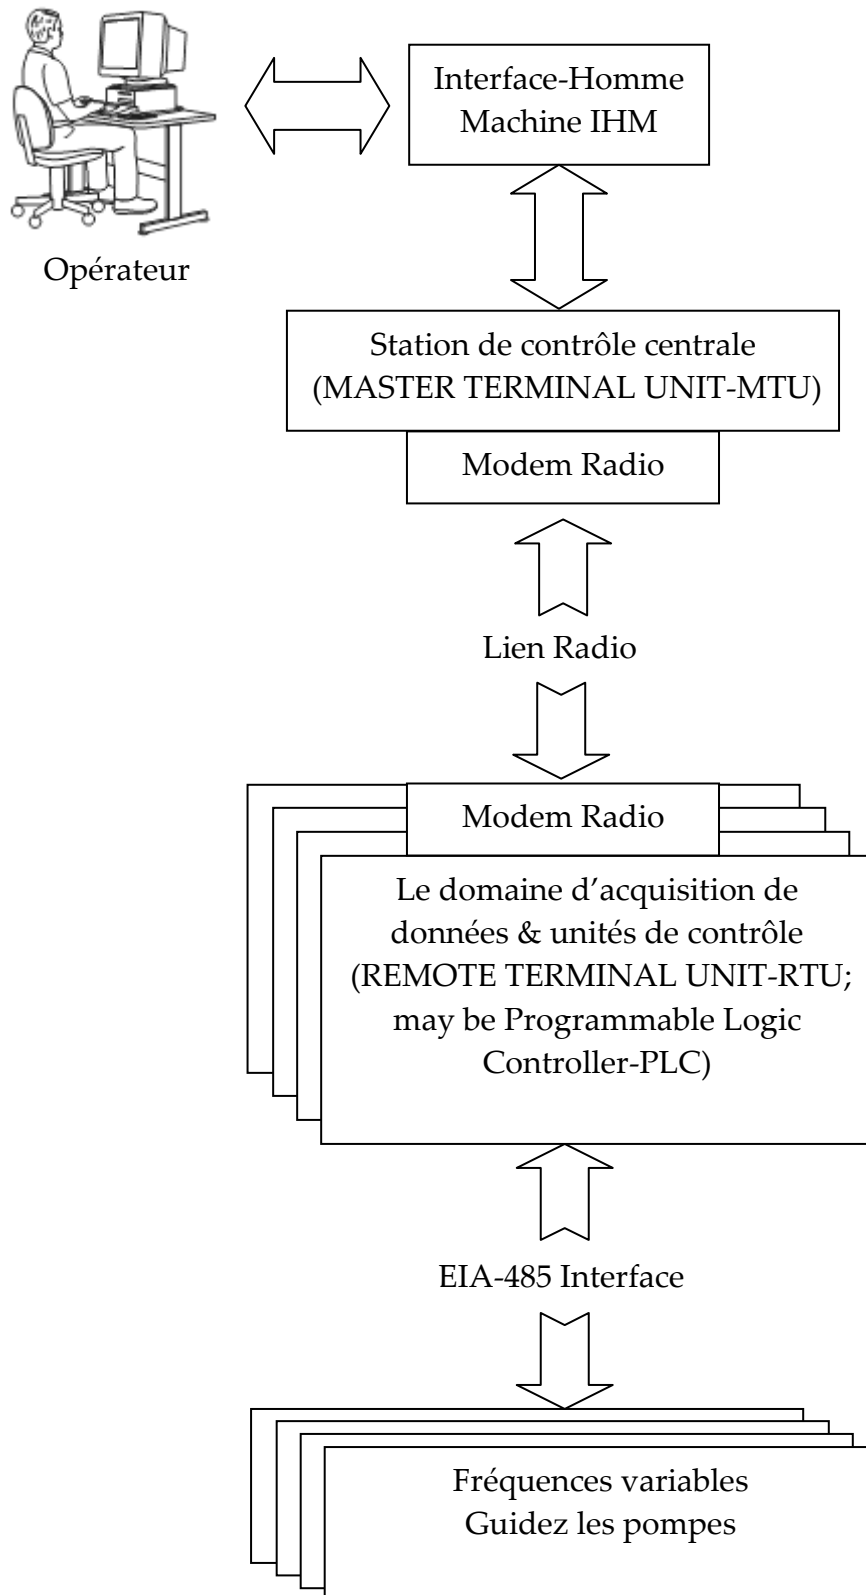 Opérateur
Interface-Homme
Machine IHM
Station de contrôle centrale
(MASTER TERMINAL UNIT-MTU)
Modem Radio
Lien Radio
Modem Radio
Le domaine d’acquisition de
données & unités de contrôle
(REMOTE TERMINAL UNIT-RTU;
may be Programmable Logic
Controller-PLC)
EIA-485 Interface
Fréquences variables
Guidez les pompes